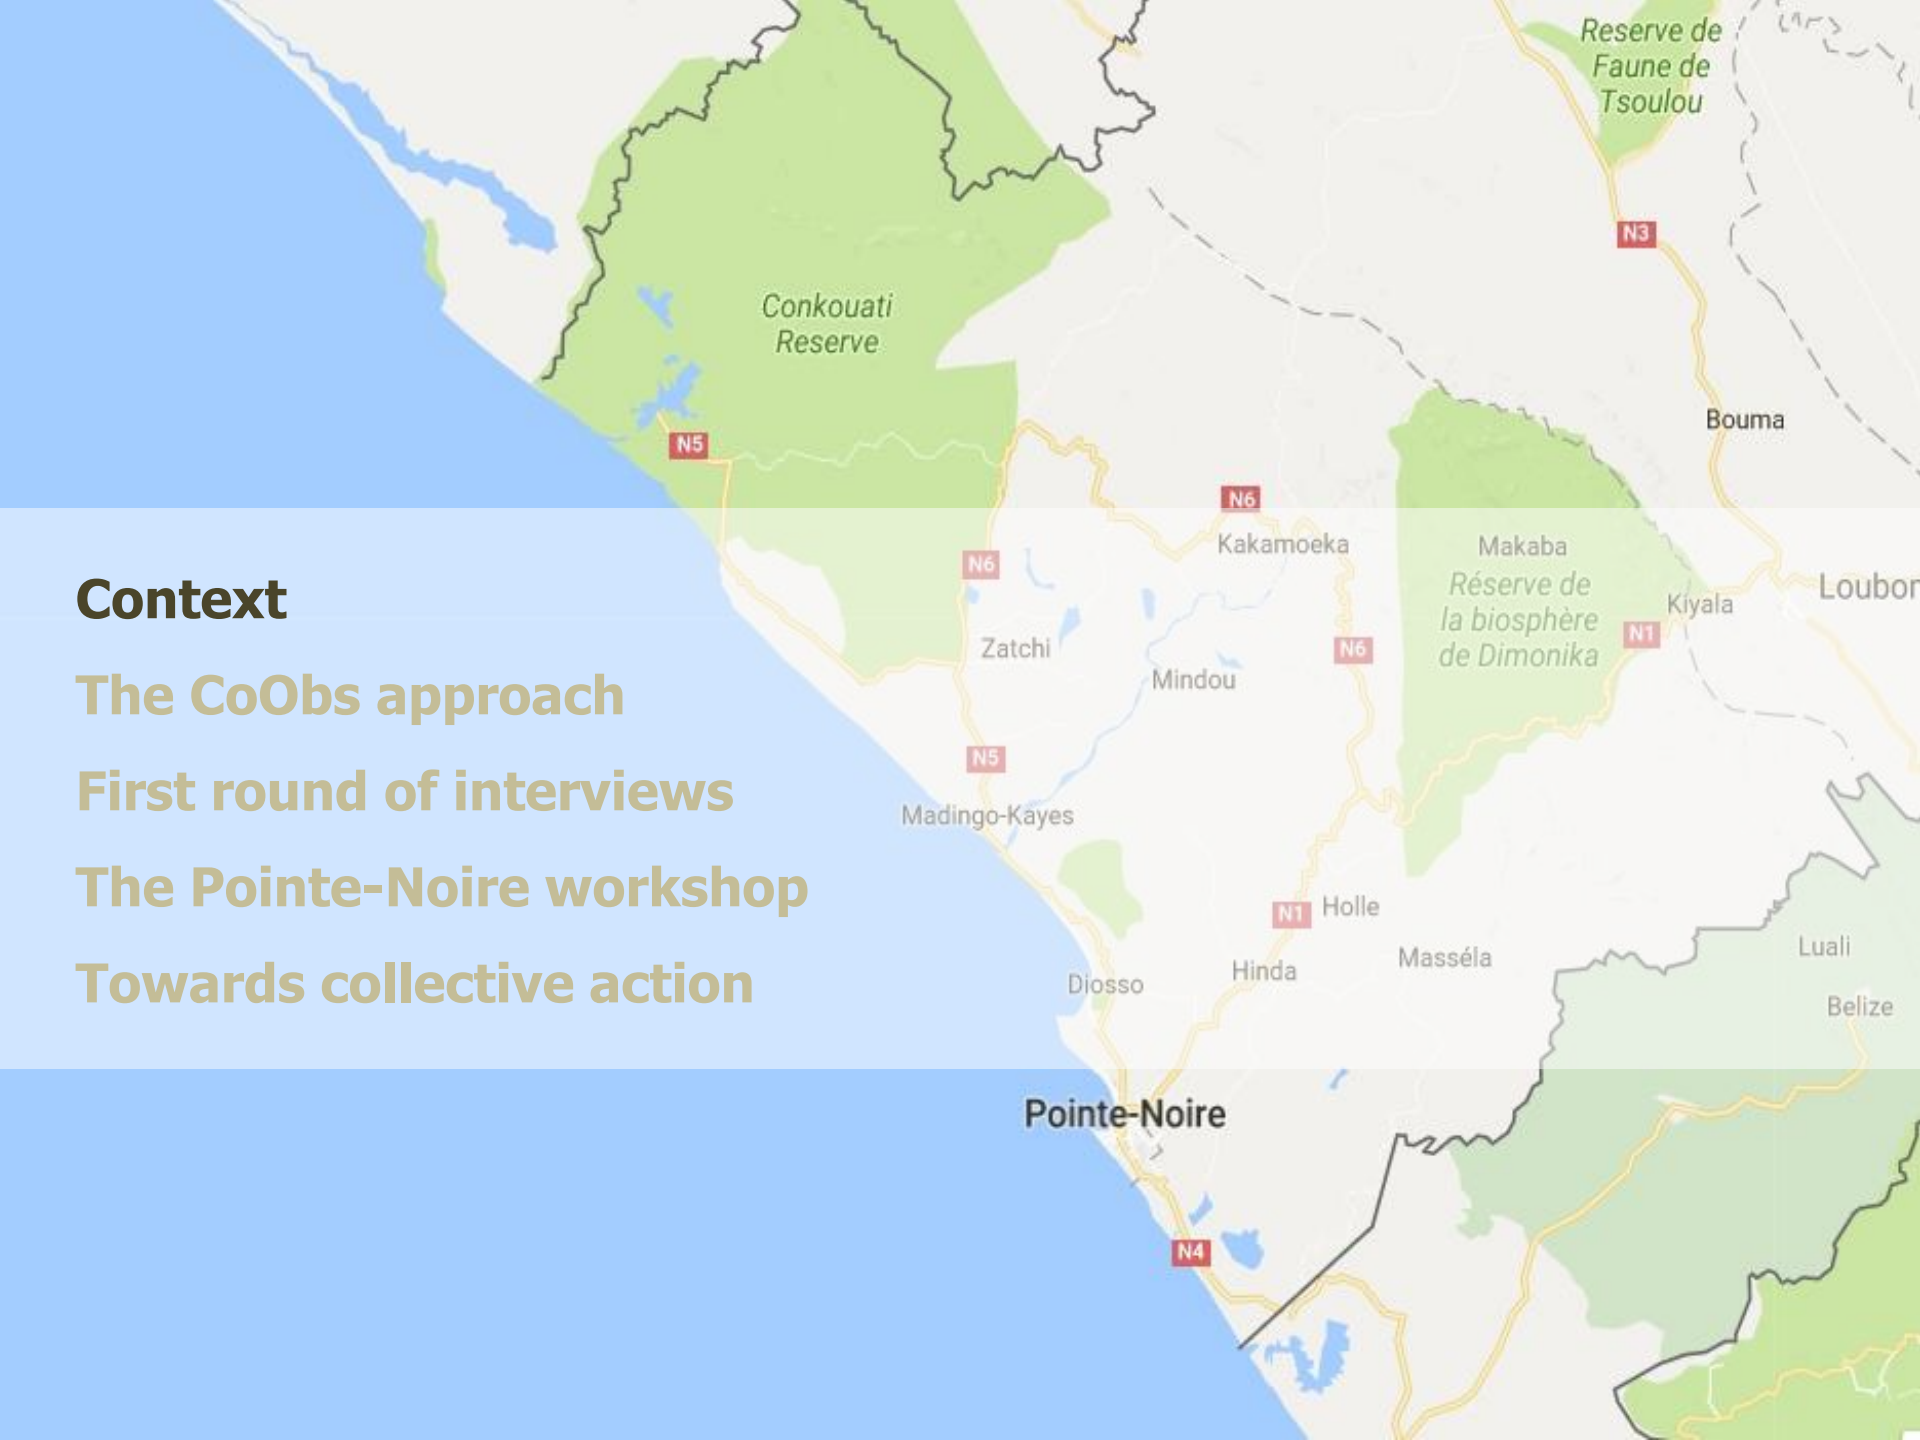 Reserve de
Faune de
Tsoulou
N3
Conkouati
Reserve
Bouma
N5
N6
Kakamoeka
Makaba
N6
Réserve de
la biosphère
de Dimonika
Kiyala
N1
Zatchi
N6
Mindou
N5
Madingo-Kayes
N1
Holle
Luali
Masséla
Hinda
Diosso
Belize
Context
The CoObs approach
First round of interviews
The Pointe-Noire workshop
Towards collective action
Pointe-Noire
N4